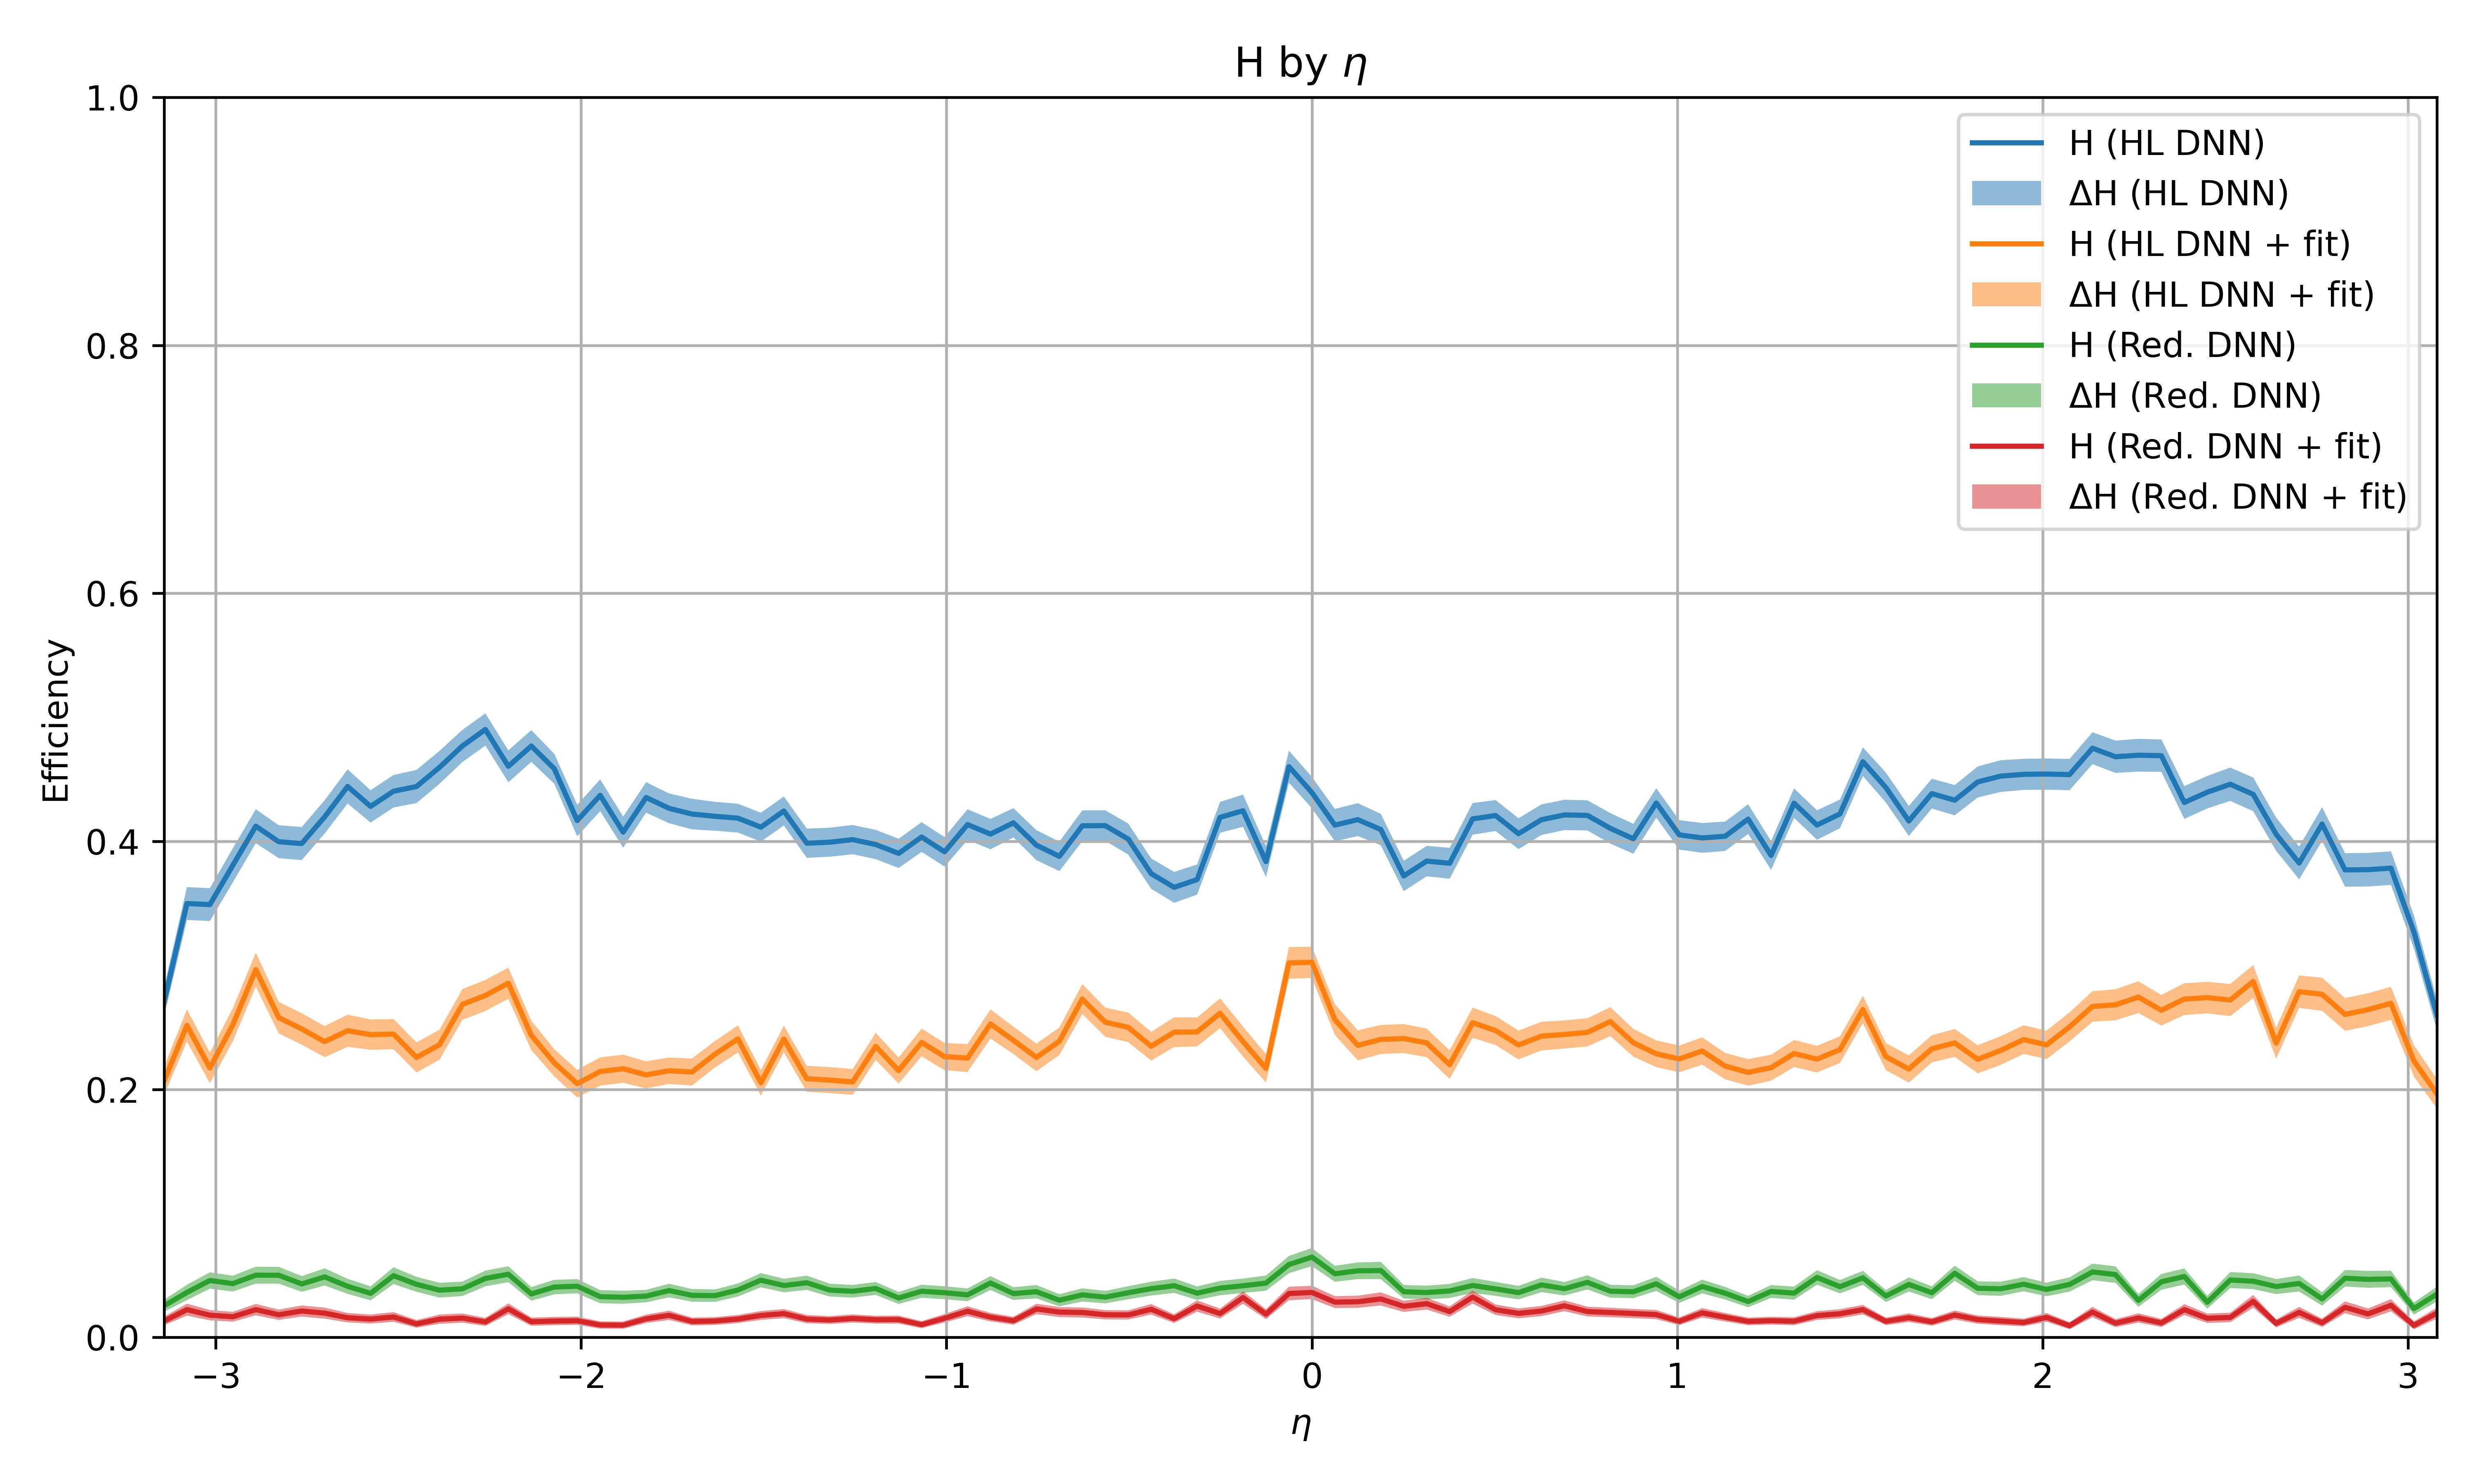 H by η
1.0
0.8
0.6
0.4
0.2
0.0
Efficiency
H (HL DNN)
ΔH (HL DNN)
H (HL DNN + fit)
ΔH (HL DNN + fit)
H (Red. DNN)
ΔH (Red. DNN)
H (Red. DNN + fit)
ΔH (Red. DNN + fit)
−3 −2 −1 0 1 2 3
η